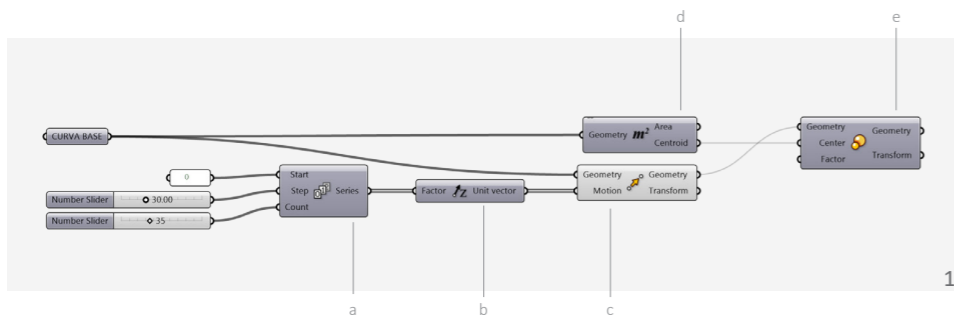 d
e
CURVA BASE
Geometry m² Area
Centroid
Geometry Geometry
Center
Factor Transform
0
Start
Step Series
Count
Number Slider 30.00
Number Slider 35
Factor Z Unit vector
Geometry Geometry
Motion Transform
1
a
b
c